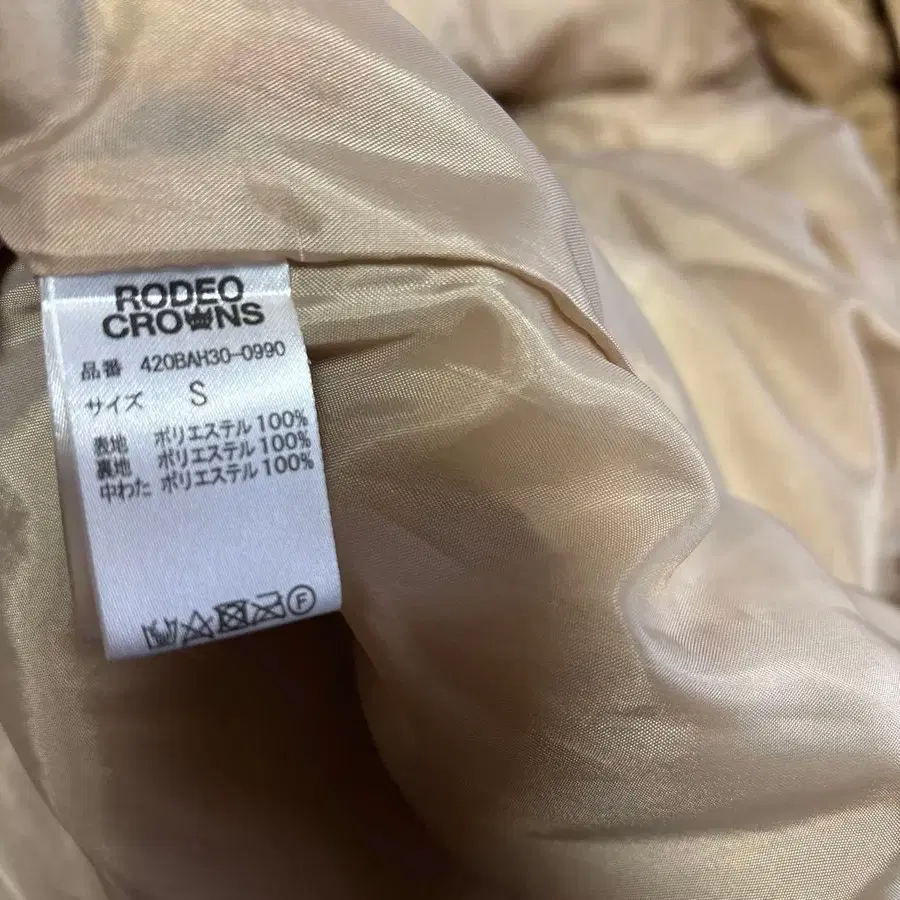 RODEO
CROWNS
品番 420BAH30-0990
サイズ S
表地 ポリエステル100%
裏地 ポリエステル100%
中わた ポリエステル100%
F